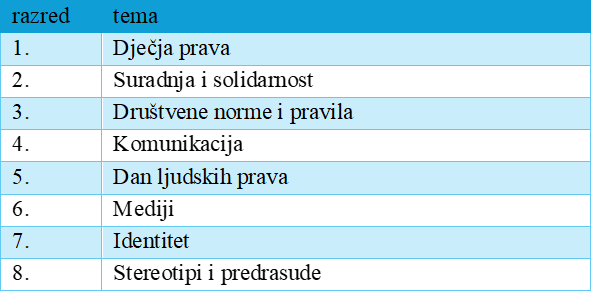 razred tema
1. Dječja prava
2. Suradnja i solidarnost
3. Društvene norme i pravila
4. Komunikacija
5. Dan ljudskih prava
6. Mediji
7. Identitet
8. Stereotipi i predrasude